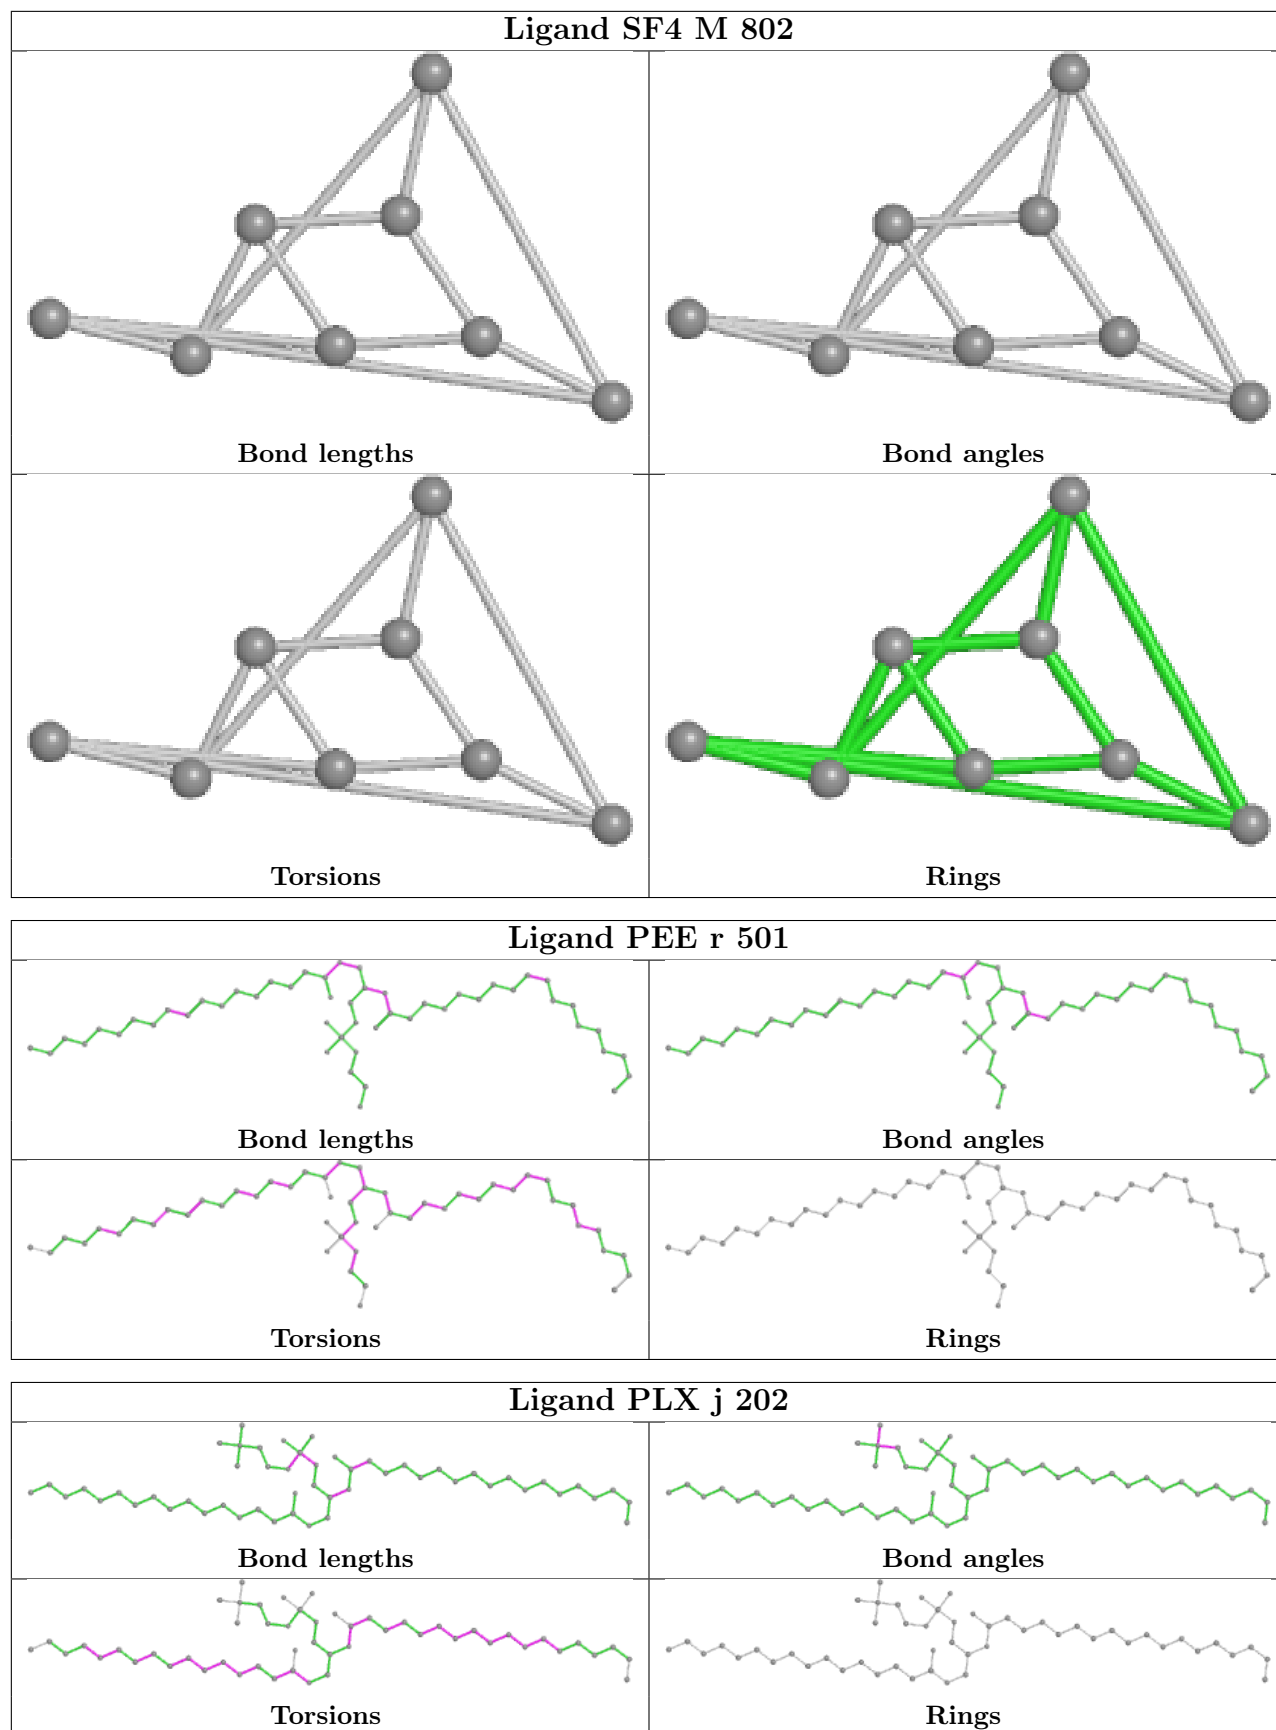 Ligand SF4 M 802
Bond lengths
Bond angles
Torsions
Rings
Ligand PEE r 501
Bond lengths
Bond angles
Torsions
Rings
Ligand PLX j 202
Bond lengths
Bond angles
Torsions
Rings